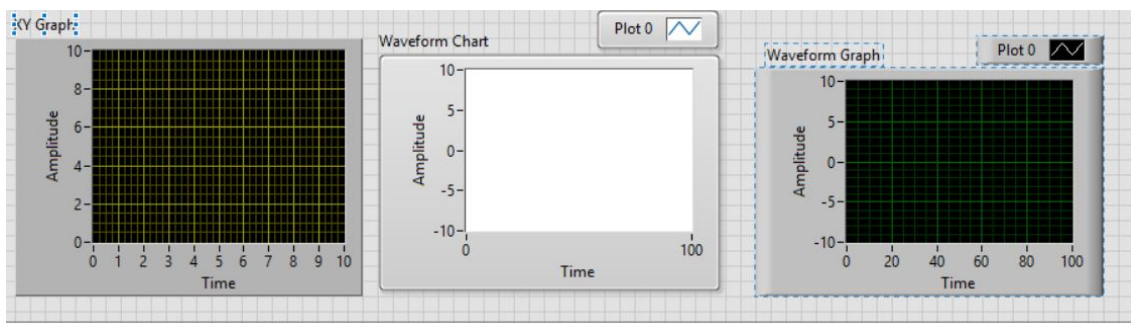 XY Graph
10
8
6
4
2
0
Amplitude
0 1 2 3 4 5 6 7 8 9 10
Time
Waveform Chart
Plot 0
10
5
0
-5
-10
Amplitude
0 100
Time
Waveform Graph
Plot 0
10
5
0
-5
-10
Amplitude
0 20 40 60 80 100
Time